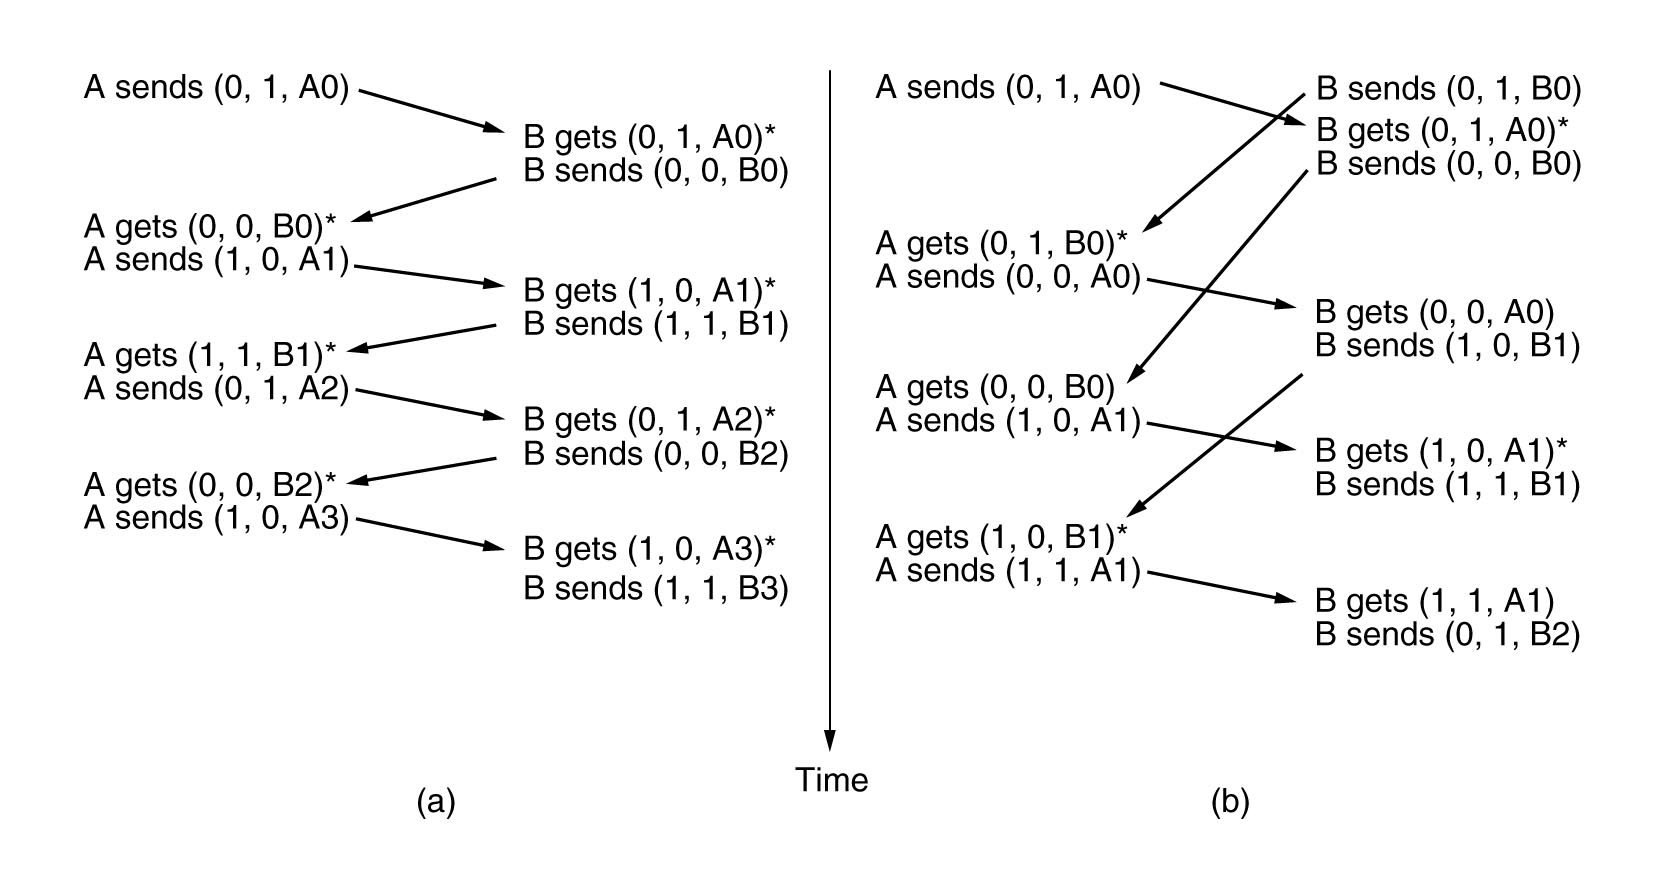 A sends (0, 1, A0)
B gets (0, 1, A0)*
B sends (0, 0, B0)
A gets (0, 0, B0)*
A sends (1, 0, A1)
B gets (1, 0, A1)*
B sends (1, 1, B1)
A gets (1, 1, B1)*
A sends (0, 1, A2)
B gets (0, 1, A2)*
B sends (0, 0, B2)
A gets (0, 0, B2)*
A sends (1, 0, A3)
B gets (1, 0, A3)*
B sends (1, 1, B3)
(a)
Time
A sends (0, 1, A0)
B sends (0, 1, B0)
B gets (0, 1, A0)*
B sends (0, 0, B0)
A gets (0, 1, B0)*
A sends (0, 0, A0)
B gets (0, 0, A0)
B sends (1, 0, B1)
A gets (0, 0, B0)
A sends (1, 0, A1)
B gets (1, 0, A1)*
B sends (1, 1, B1)
A gets (1, 0, B1)*
A sends (1, 1, A1)
B gets (1, 1, A1)
B sends (0, 1, B2)
(b)